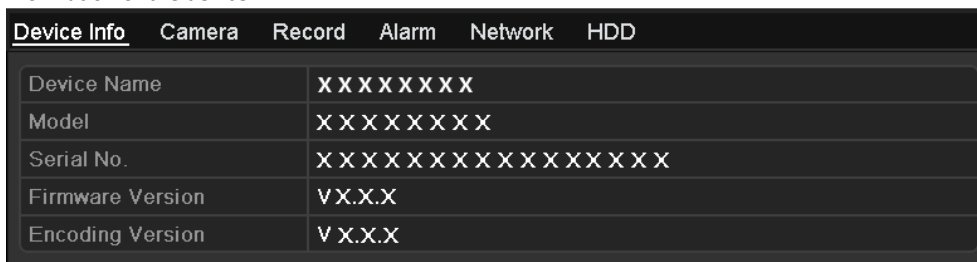 Device Info Camera Record Alarm Network HDD
Device Name XXXXXXXX
Model XXXXXXXX
Serial No. XXXXXXXXXXXXXXXX
Firmware Version V X.X.X
Encoding Version V X.X.X